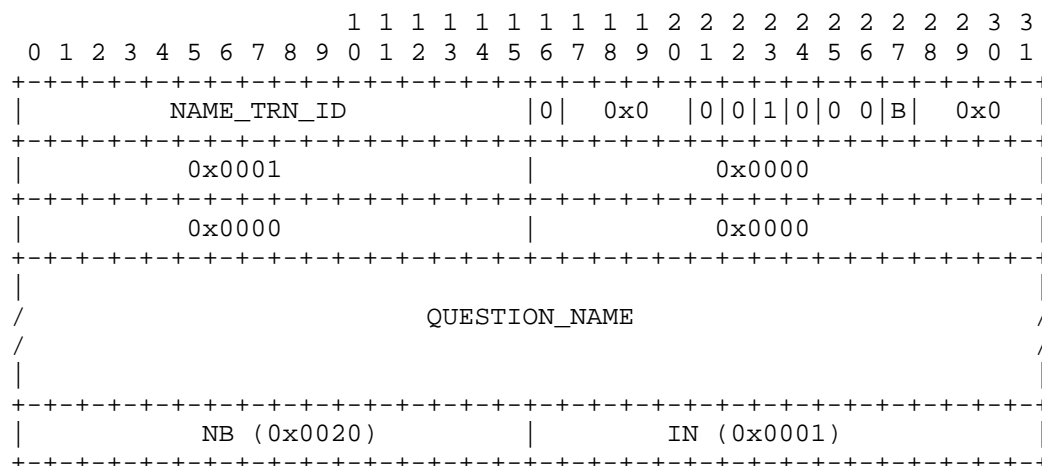 1 1 1 1 1 1 1 1 1 1 2 2 2 2 2 2 2 2 2 2 3 3
 0 1 2 3 4 5 6 7 8 9 0 1 2 3 4 5 6 7 8 9 0 1 2 3 4 5 6 7 8 9 0 1
+-+-+-+-+-+-+-+-+-+-+-+-+-+-+-+-+-+-+-+-+-+-+-+-+-+-+-+-+-+-+-+-+
|         NAME_TRN_ID           |0|  0x0  |0|0|1|0|0 0|B|  0x0  |
+-+-+-+-+-+-+-+-+-+-+-+-+-+-+-+-+-+-+-+-+-+-+-+-+-+-+-+-+-+-+-+-+
|          0x0001               |           0x0000              |
+-+-+-+-+-+-+-+-+-+-+-+-+-+-+-+-+-+-+-+-+-+-+-+-+-+-+-+-+-+-+-+-+
|          0x0000               |           0x0000              |
+-+-+-+-+-+-+-+-+-+-+-+-+-+-+-+-+-+-+-+-+-+-+-+-+-+-+-+-+-+-+-+-+
|                                                               |
/                         QUESTION_NAME                         /
/                                                               /
|                                                               |
+-+-+-+-+-+-+-+-+-+-+-+-+-+-+-+-+-+-+-+-+-+-+-+-+-+-+-+-+-+-+-+-+
|           NB (0x0020)         |        IN (0x0001)            |
+-+-+-+-+-+-+-+-+-+-+-+-+-+-+-+-+-+-+-+-+-+-+-+-+-+-+-+-+-+-+-+-+